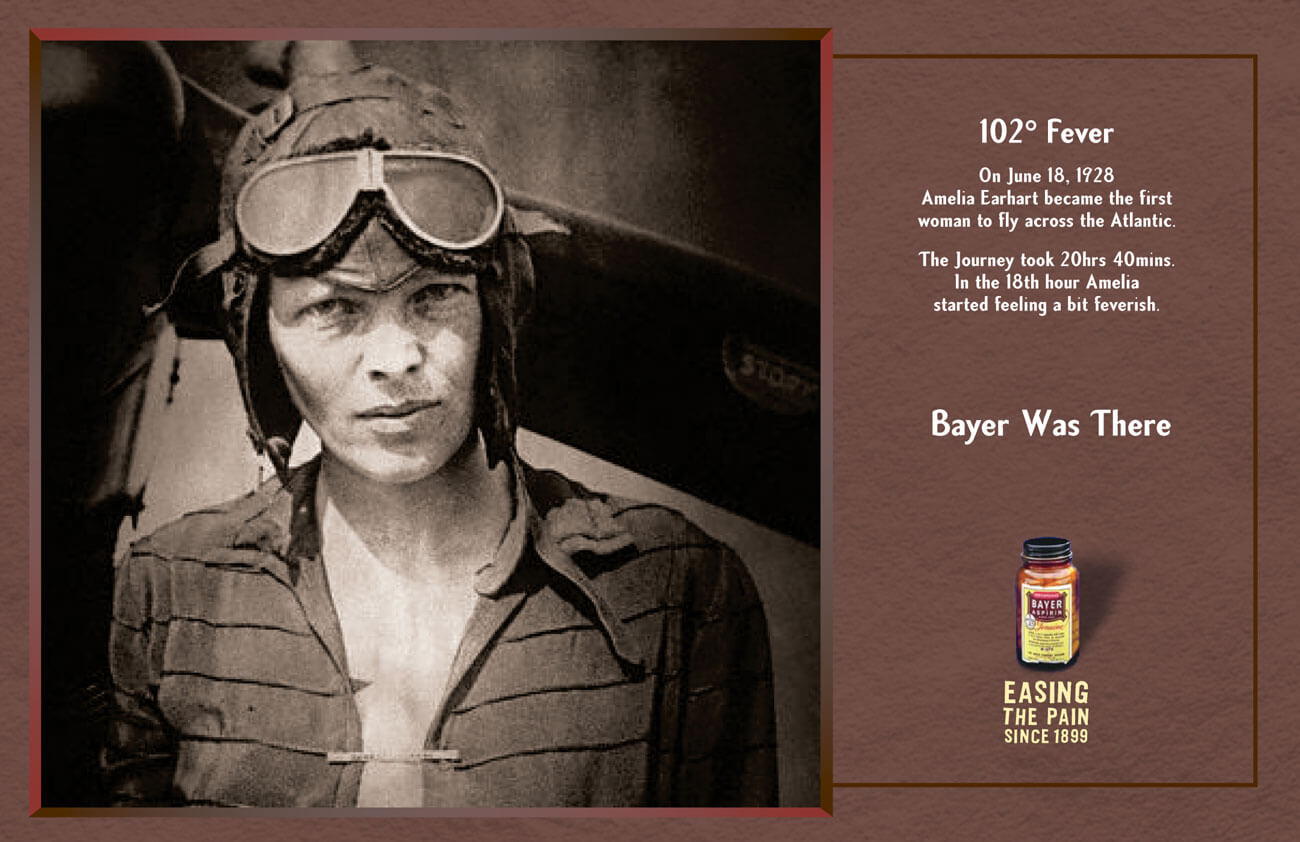 102° Fever
On June 18, 1928
Amelia Earhart became the first
woman to fly across the Atlantic.
The Journey took 20hrs 40mins.
In the 18th hour Amelia
started feeling a bit feverish.
Bayer Was There
BAYER
ASPIRIN
Genuine
EASING
THE PAIN
SINCE 1899